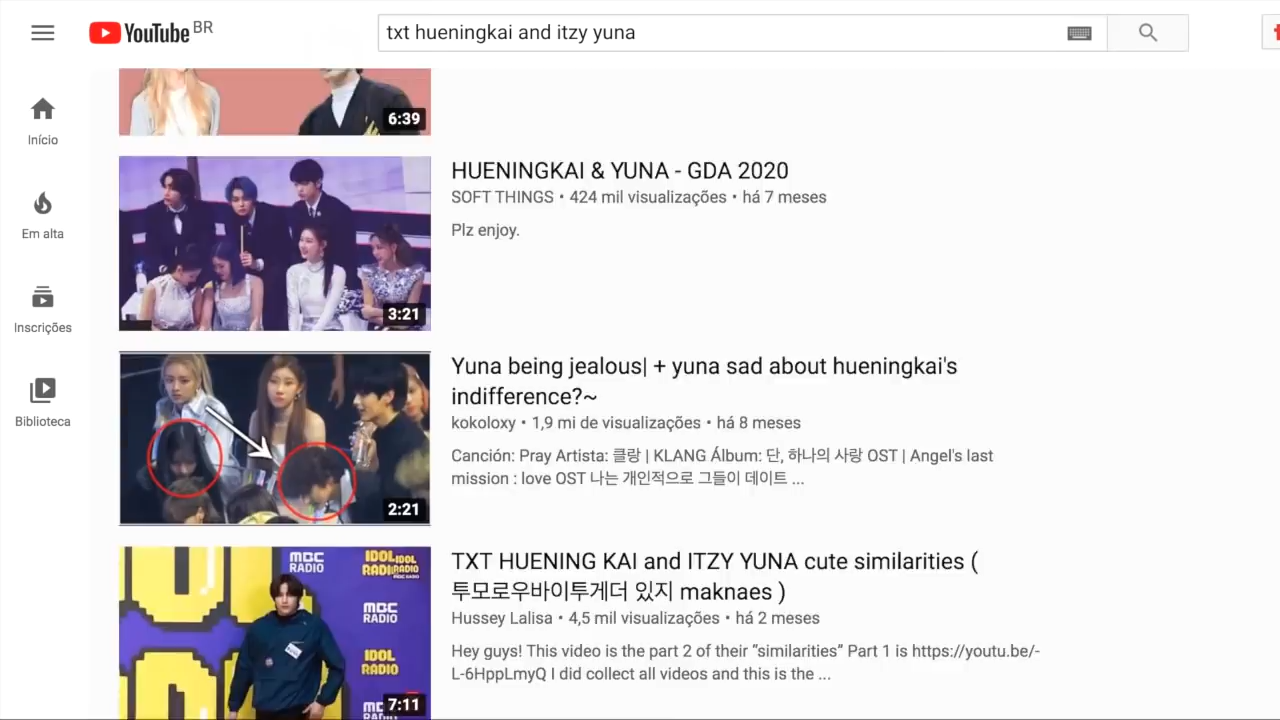 YouTube BR
txt hueningkai and itzy yuna
Início
Em alta
Inscrições
Biblioteca
6:39
3:21
HUENINGKAI & YUNA - GDA 2020
SOFT THINGS • 424 mil visualizações • há 7 meses
Plz enjoy.
2:21
Yuna being jealous| + yuna sad about hueningkai's
indifference?~
kokoloxy • 1,9 mi de visualizações • há 8 meses
Canción: Pray Artista: 클랑 | KLANG Álbum: 단, 하나의 사랑 OST | Angel's last
mission : love OST 나는 개인적으로 그들이 데이트 ...
MBC
RADIO
IDOL
RADIO
MBC
RADIO
IDOL
RADIO
7:11
TXT HUENING KAI and ITZY YUNA cute similarities (
투모로우바이투게더 있지 maknaes )
Hussey Lalisa • 4,5 mil visualizações • há 2 meses
Hey guys! This video is the part 2 of their “similarities” Part 1 is https://youtu.be/-
L-6HppLmyQ I did collect all videos and this is the ...